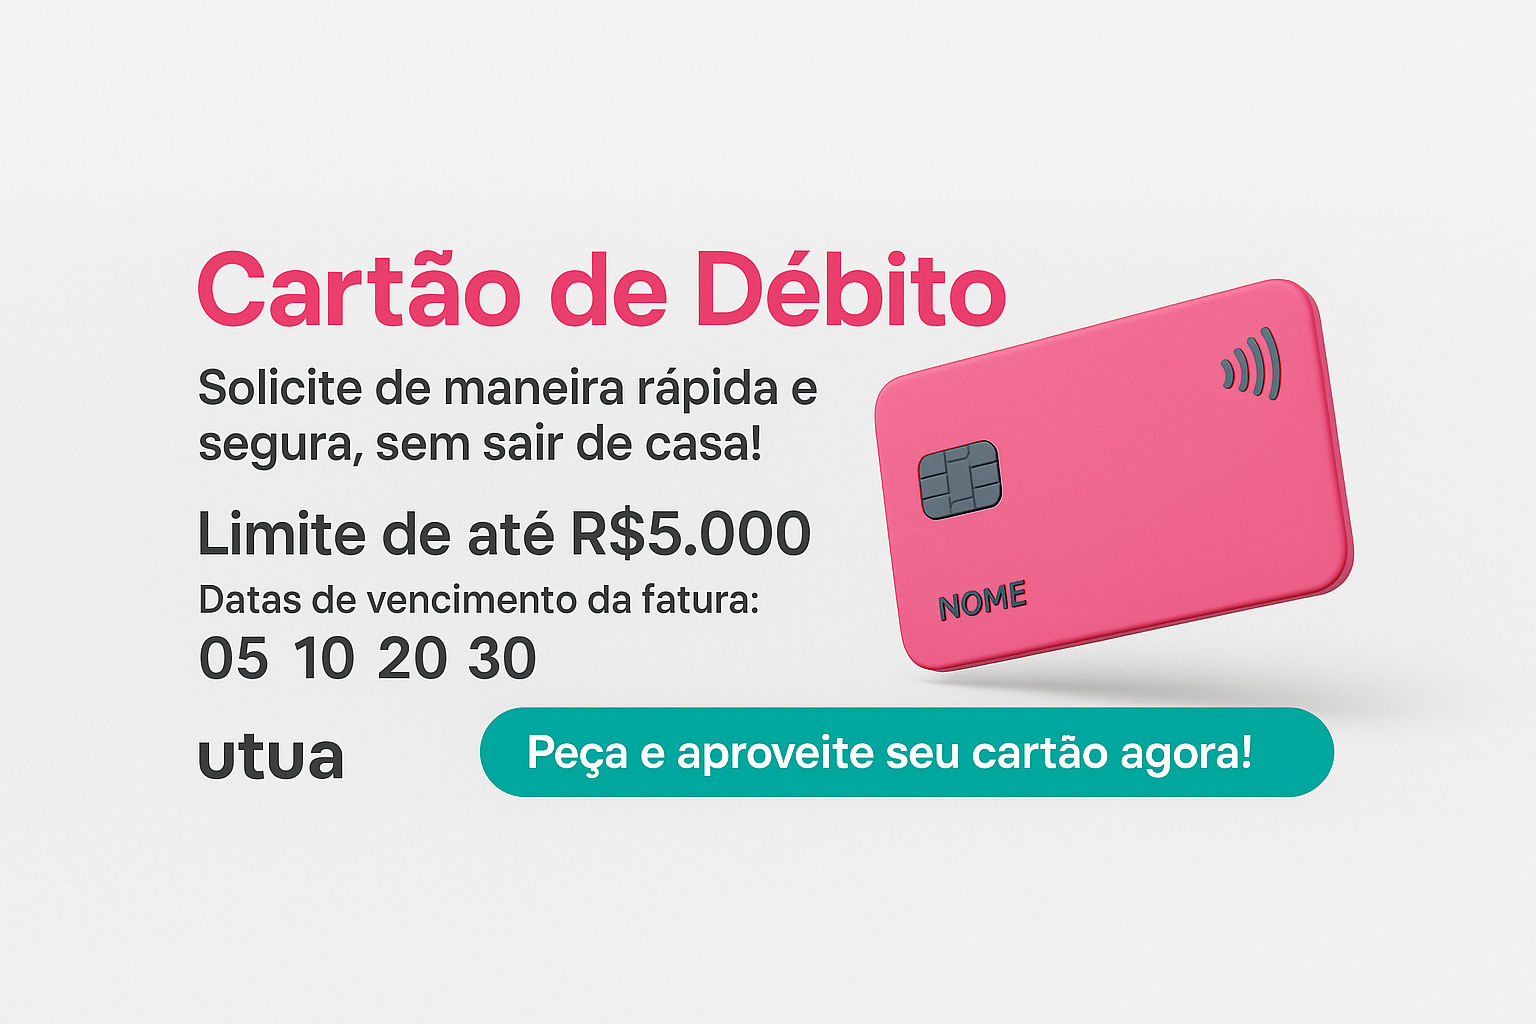 Cartão de Débito
Solicite de maneira rápida e
segura, sem sair de casa!
Limite de até R$5.000
Datas de vencimento da fatura:
05 10 20 30
NOME
utua
Peça e aproveite seu cartão agora!